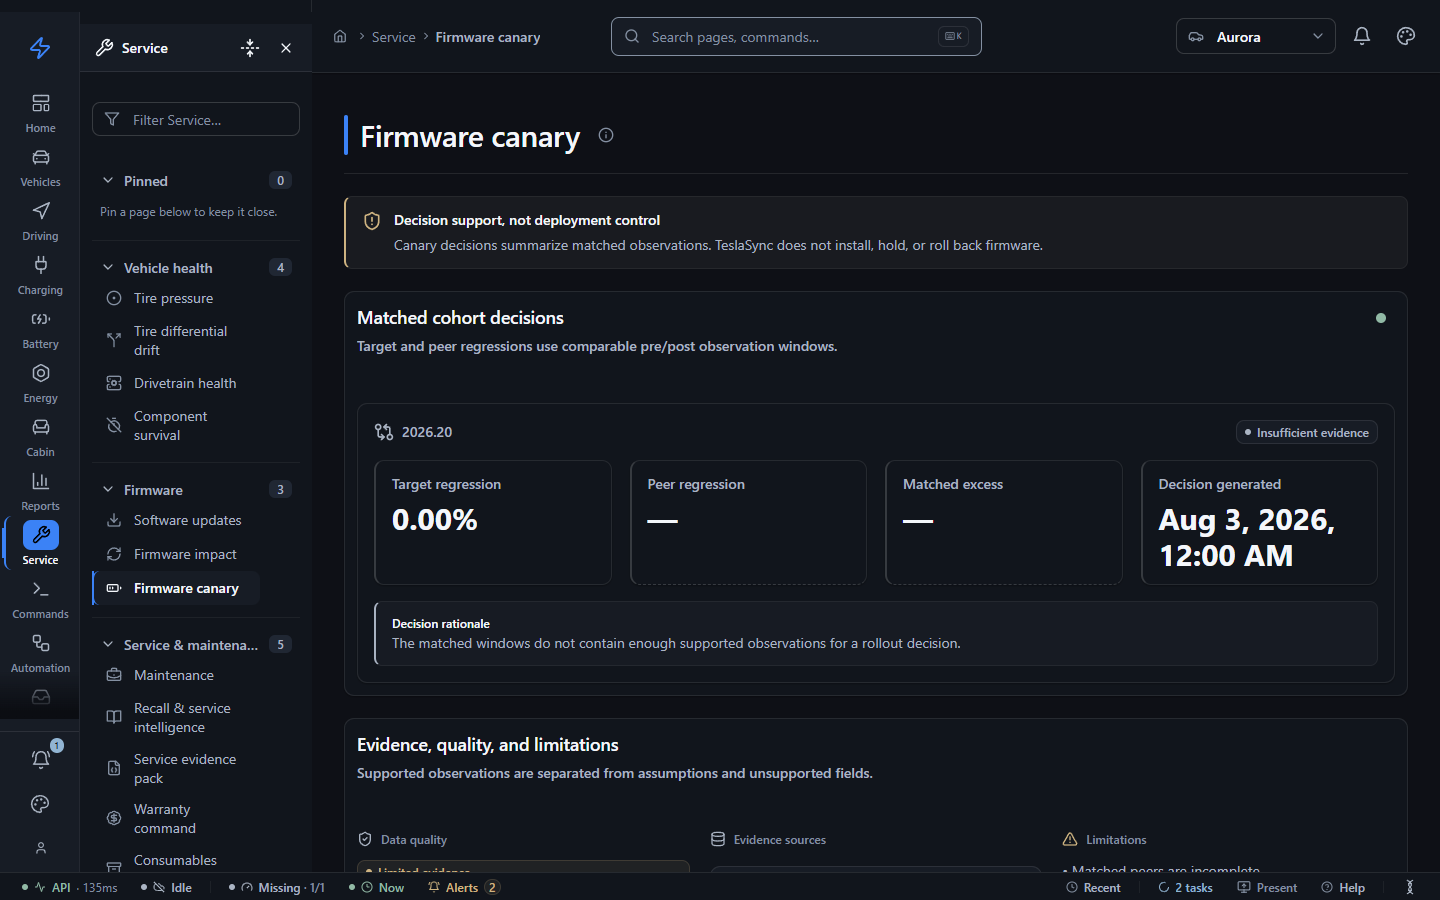 Home
Vehicles
Driving
Charging
Battery
Energy
Cabin
Reports
Service
Commands
Automation
1
Service
Filter Service...
Pinned 0
Pin a page below to keep it close.
Vehicle health 4
Tire pressure
Tire differential
drift
Drivetrain health
Component
survival
Firmware 3
Software updates
Firmware impact
Firmware canary
Service & maintena... 5
Maintenance
Recall & service
intelligence
Service evidence
pack
Warranty
command
Consumables
Service Firmware canary
Search pages, commands... K
Aurora
Firmware canary
Decision support, not deployment control
Canary decisions summarize matched observations. TeslaSync does not install, hold, or roll back firmware.
Matched cohort decisions
Target and peer regressions use comparable pre/post observation windows.
2026.20
Insufficient evidence
Target regression
0.00%
Peer regression
—
Matched excess
—
Decision generated
Aug 3, 2026,
12:00 AM
Decision rationale
The matched windows do not contain enough supported observations for a rollout decision.
Evidence, quality, and limitations
Supported observations are separated from assumptions and unsupported fields.
Data quality
Limited evidence
Evidence sources
Limitations
• Matched peers are incomplete
API · 135ms Idle Missing · 1/1 Now Alerts 2 Recent 2 tasks Present Help